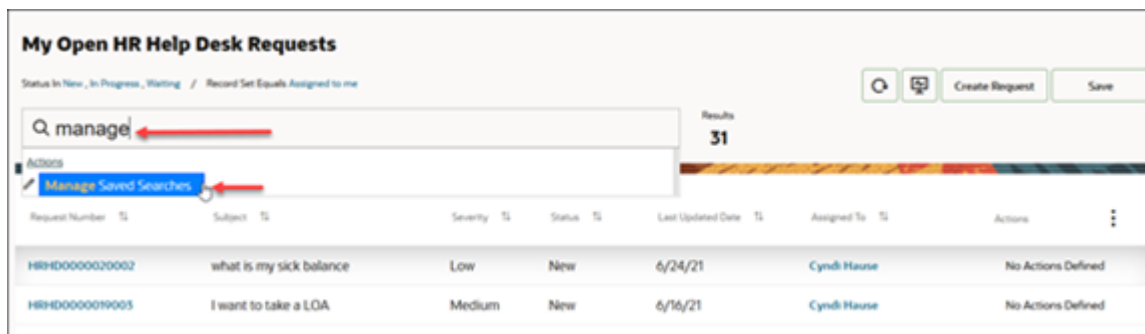 My Open HR Help Desk Requests
Status In New , In Progress , Waiting / Record Set Equals Assigned to me
Create Request Save
manage
Results
31
Actions
Manage Saved Searches
Request Number Subject Severity Status Last Updated Date Assigned To Actions
HRHD0000020002 what is my sick balance Low New 6/24/21 Cyndi Hause No Actions Defined
HRHD0000019003 I want to take a LOA Medium New 6/16/21 Cyndi Hause No Actions Defined